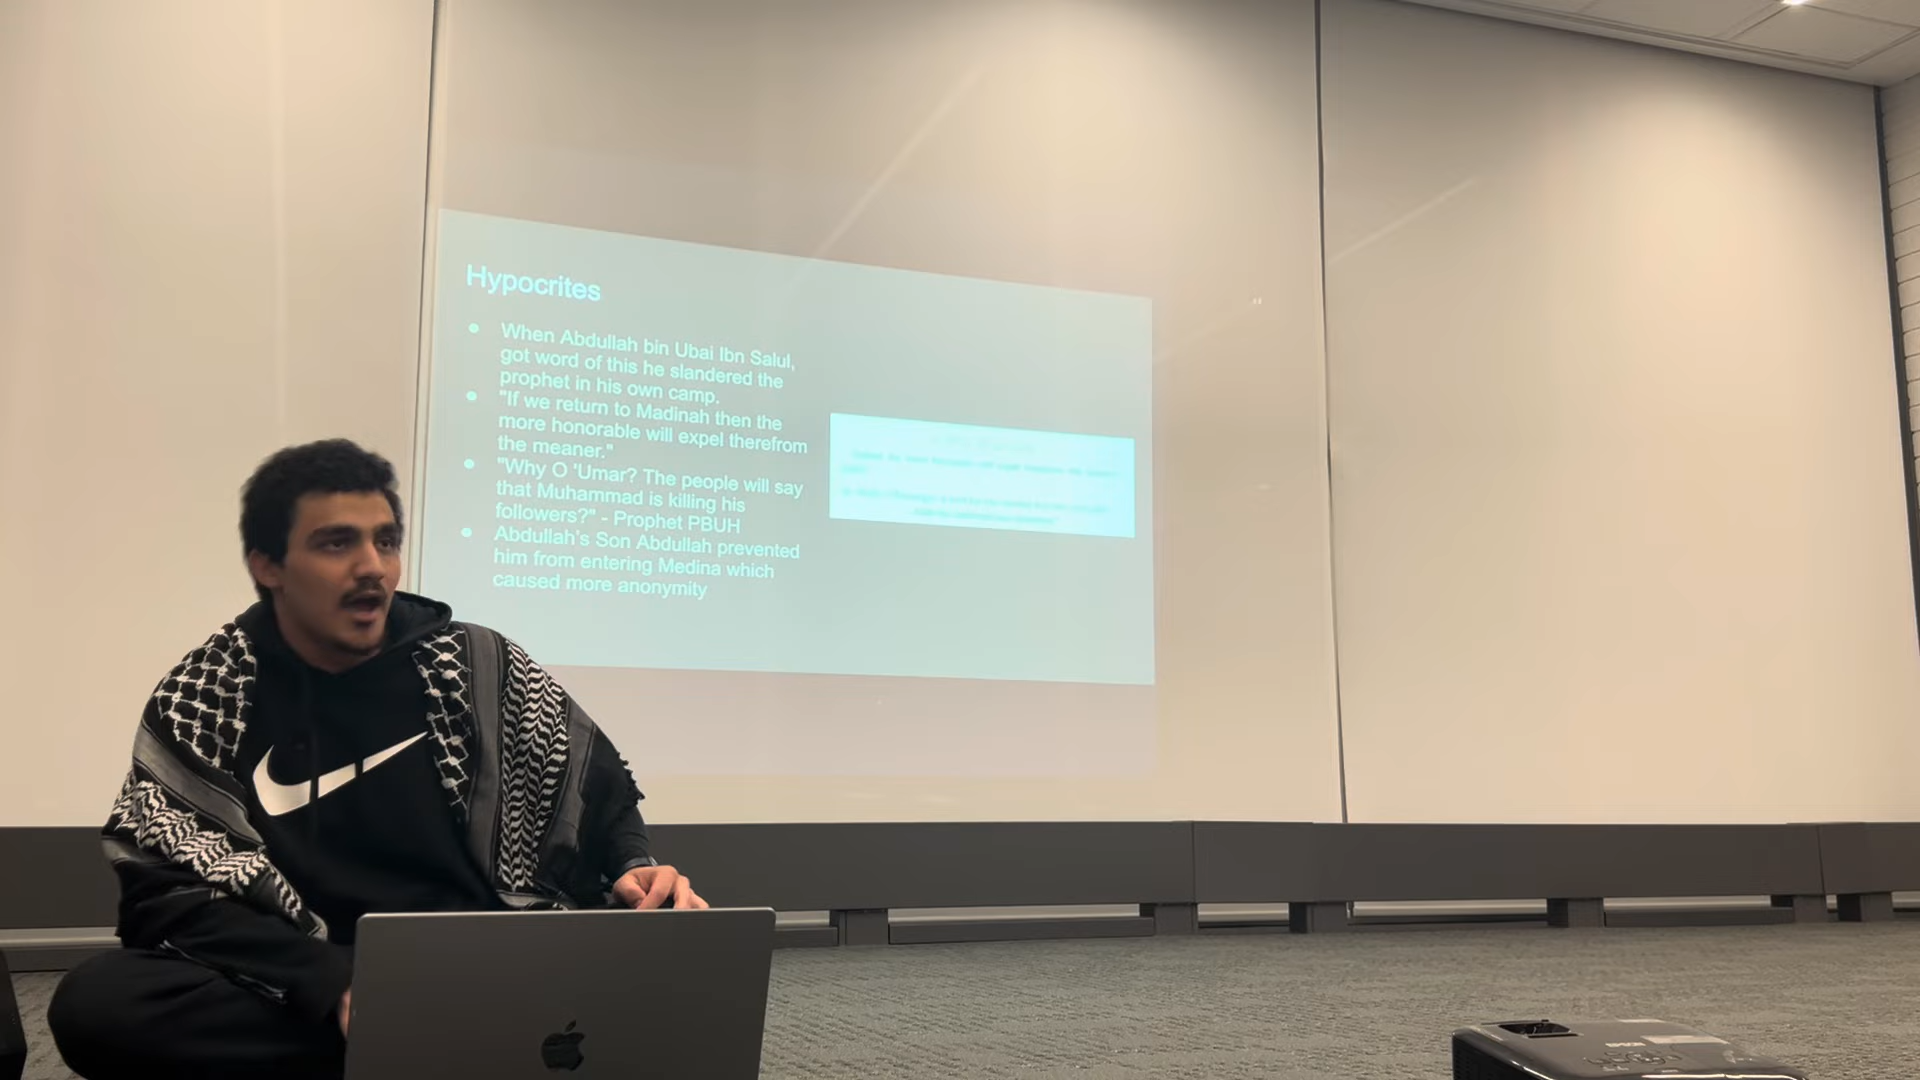 Hypocrites
● When Abdullah bin Ubai Ibn Salul,
got word of this he slandered the
prophet in his own camp.
● "If we return to Madinah then the
more honorable will expel therefrom
the meaner."
● "Why O 'Umar? The people will say
that Muhammad is killing his
followers?" - Prophet PBUH
● Abdullah's Son Abdullah prevented
him from entering Medina which
caused more anonymity
EPSON